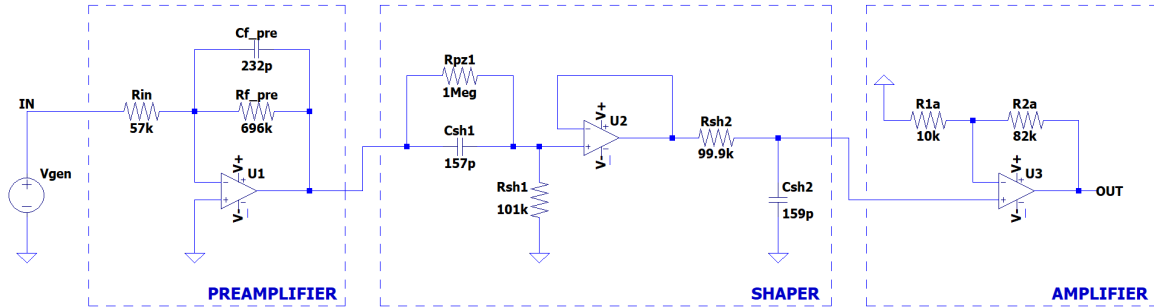 Cf_pre
232p
Rpz1
1Meg
IN
Rin
57k
Rf_pre
696k
V+
U2
V-
Rsh2
99.9k
R1a
10k
R2a
82k
Csh1
157p
Vgen
V+
U1
V-
Rsh1
101k
Csh2
159p
V+
U3
V-
OUT
PREAMPLIFIER
SHAPER
AMPLIFIER